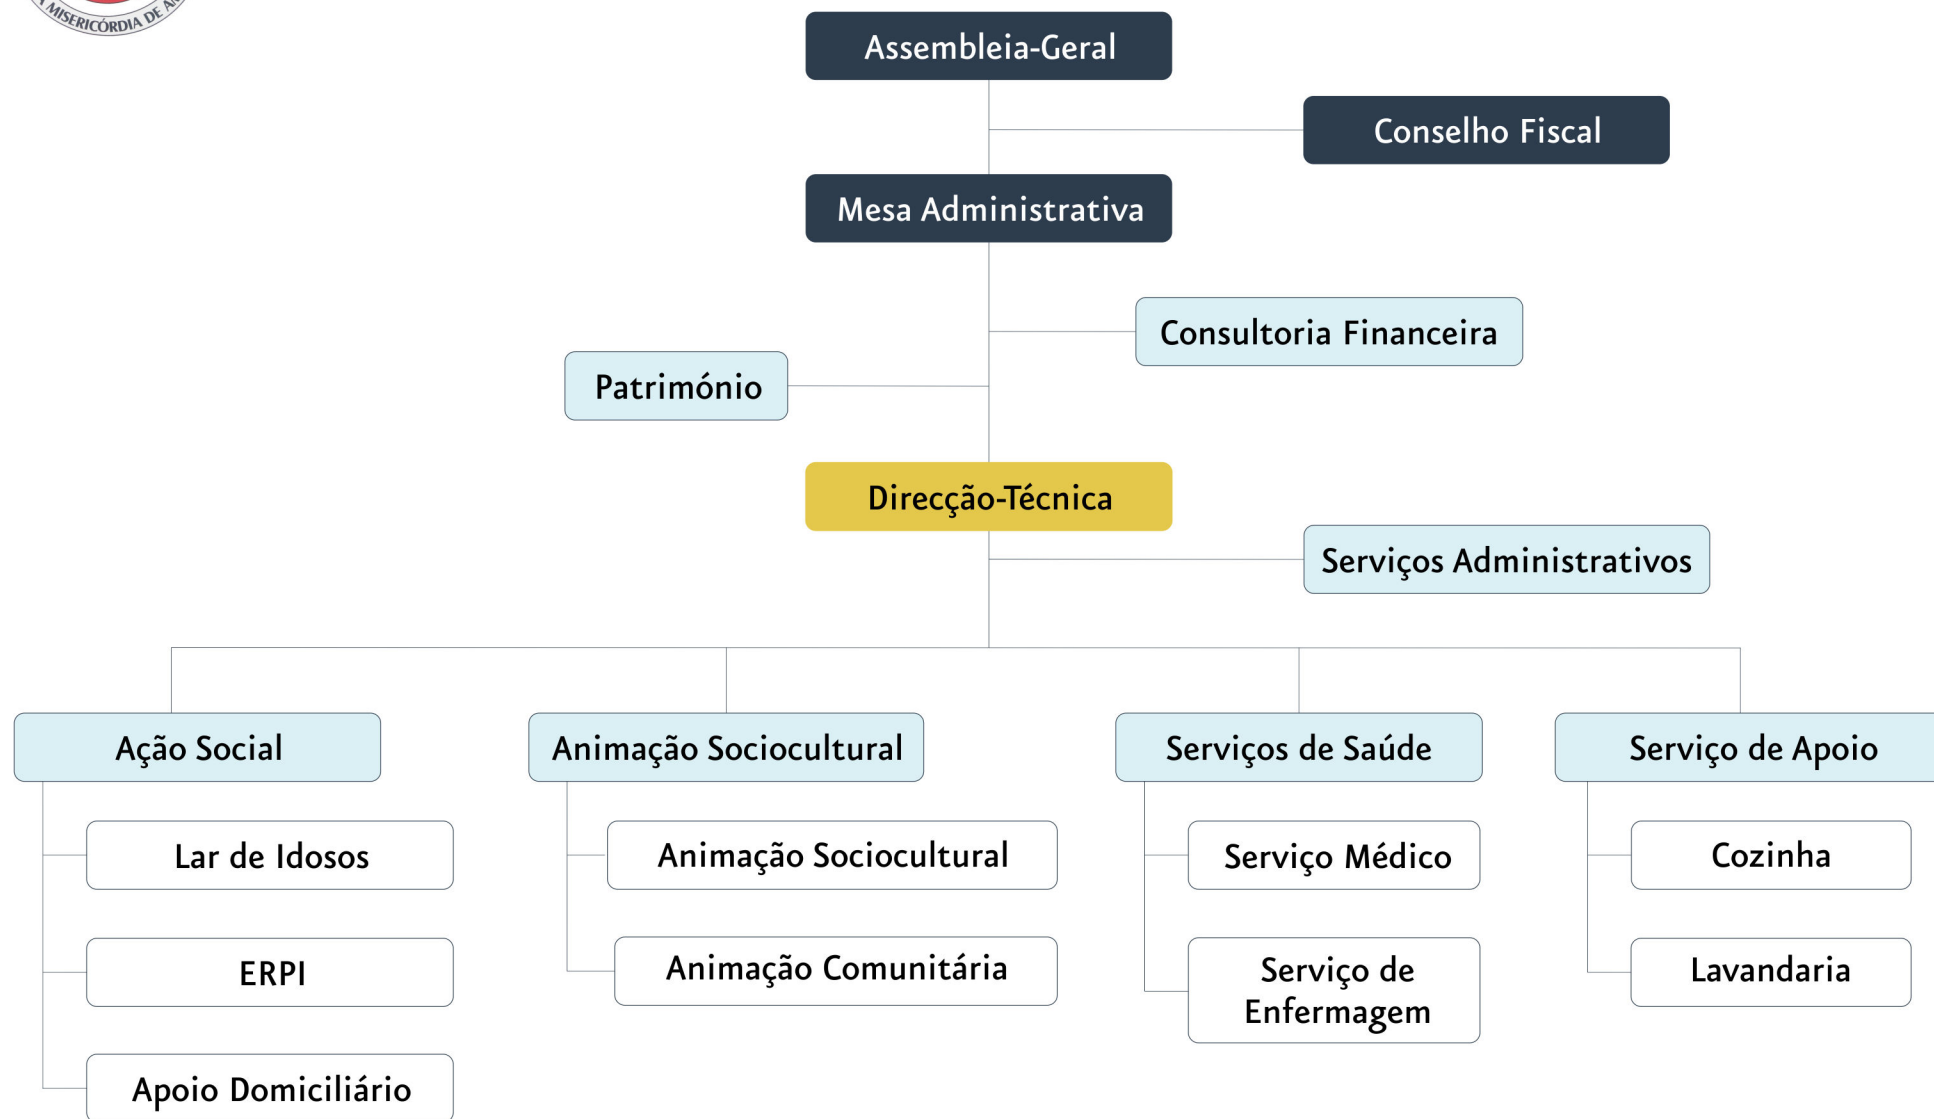 MISERICÓRDIA DE
Assembleia-Geral
Conselho Fiscal
Mesa Administrativa
Consultoria Financeira
Património
Direcção-Técnica
Serviços Administrativos
Ação Social
Animação Sociocultural
Serviços de Saúde
Serviço de Apoio
Lar de Idosos
Animação Sociocultural
Serviço Médico
Cozinha
ERPI
Animação Comunitária
Serviço de
Enfermagem
Lavandaria
Apoio Domiciliário